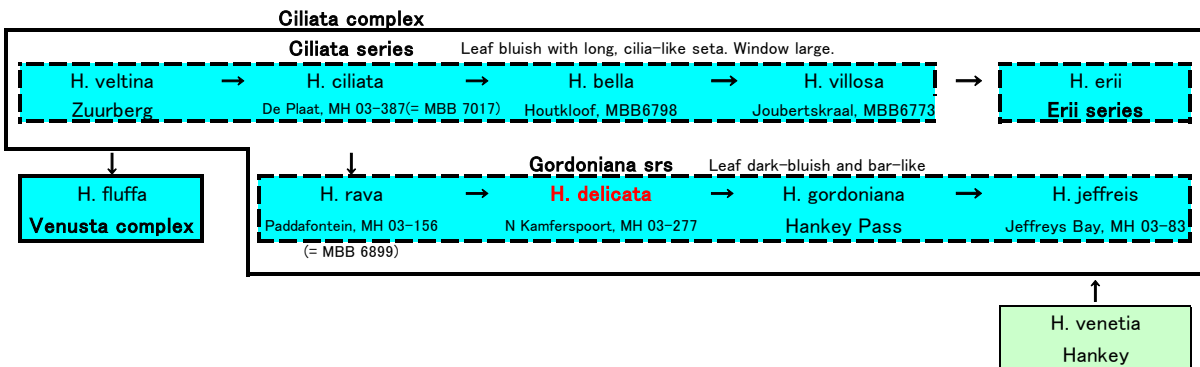 Ciliata complex
Ciliata series Leaf bluish with long, cilia-like seta. Window large.
H. veltina → H. ciliata → H. bella → H. villosa → H. erii
Zuurberg De Plaat, MH 03-387(= MBB 7017) Houtkloof, MBB6798 Joubertskraal, MBB6773 Erii series
↓ ↓ Gordoniana srs Leaf dark-bluish and bar-like
H. fluffa H. rava → H. delicata → H. gordoniana → H. jeffreis
Venusta complex Paddafontein, MH 03-156 N Kamferspoort, MH 03-277 Hankey Pass Jeffreys Bay, MH 03-83
(= MBB 6899)
↑
H. venetia
Hankey